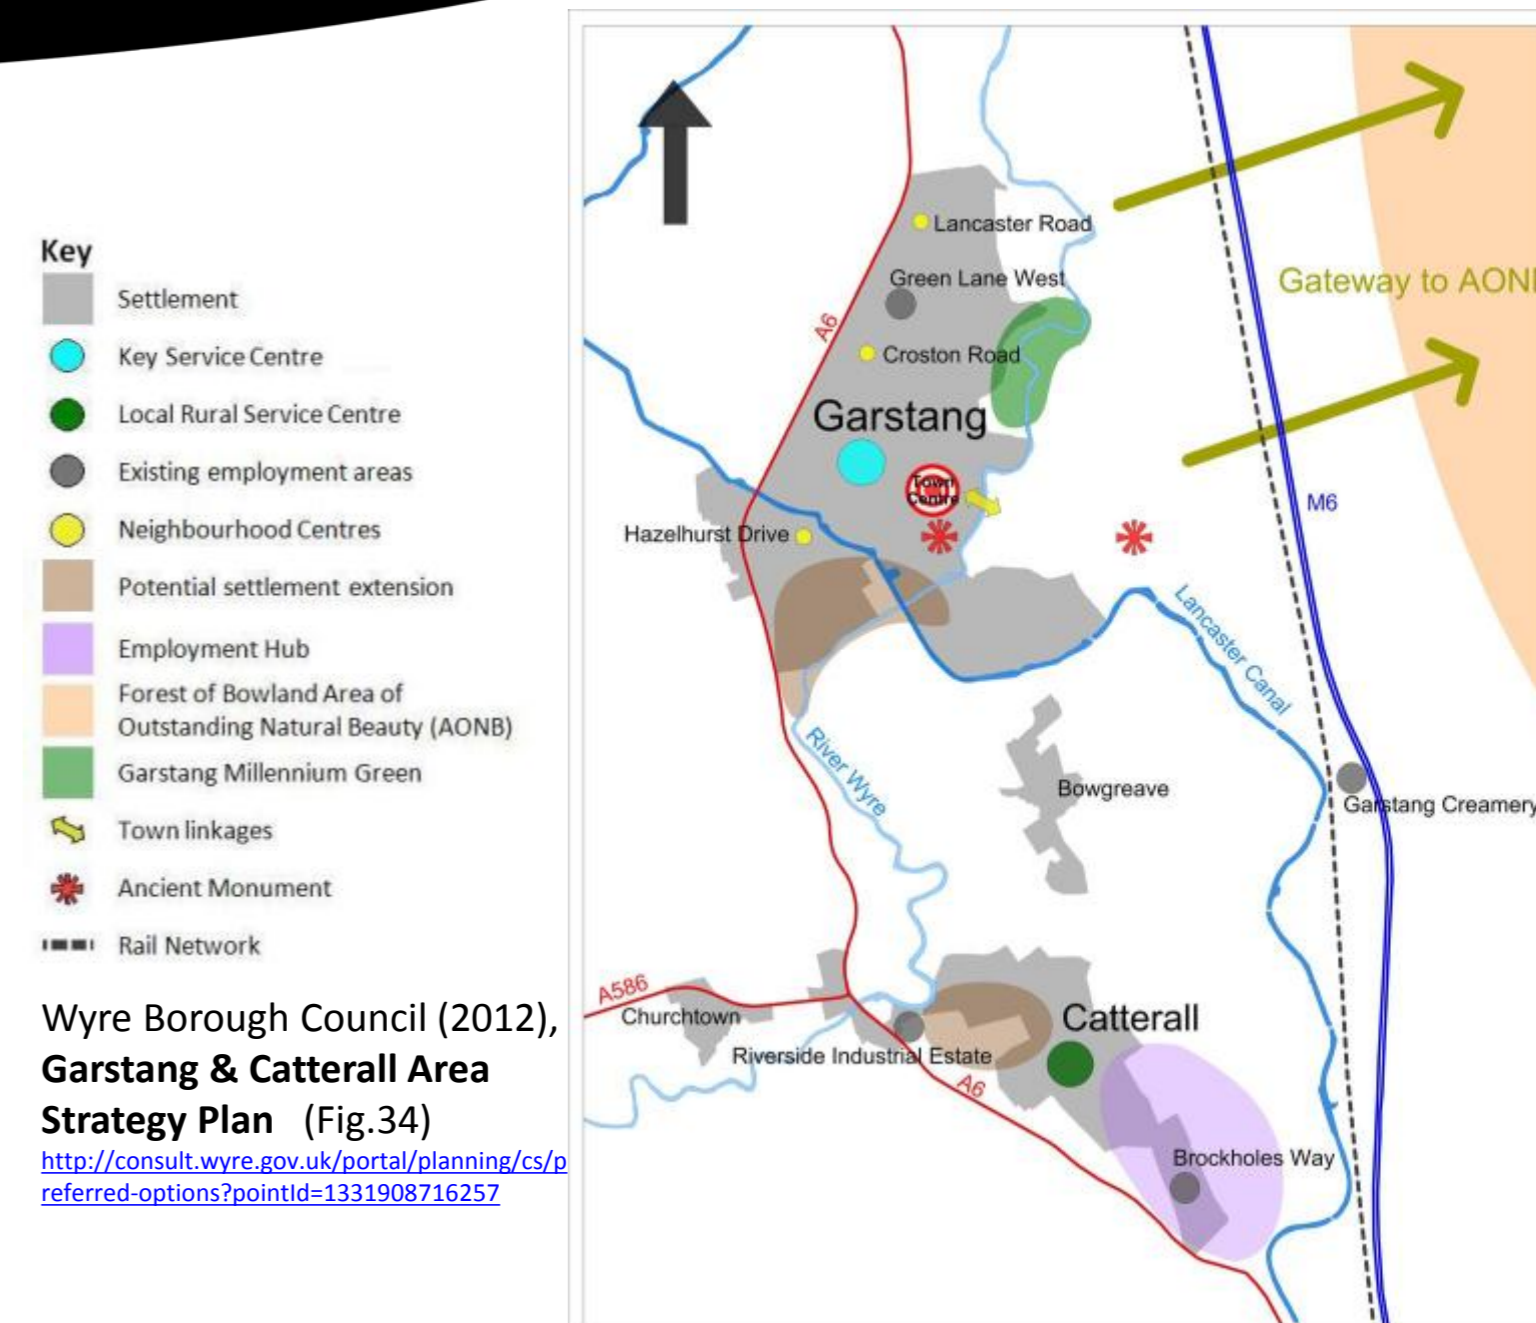 Key
Settlement
Key Service Centre
Local Rural Service Centre
Existing employment areas
Neighbourhood Centres
Potential settlement extension
Employment Hub
Forest of Bowland Area of
Outstanding Natural Beauty (AONB)
Garstang Millennium Green
Town linkages
Ancient Monument
Rail Network
Wyre Borough Council (2012),
Garstang & Catterall Area
Strategy Plan (Fig.34)
http://consult.wyre.gov.uk/portal/planning/cs/p
referred-options?pointId=1331908716257
Lancaster Road
Green Lane West
Gateway to AON
A6
Croston Road
Garstang
Town
Centre
M6
Hazelhurst Drive
Lancaster Canal
River Wyre
Bowgreave
Garstang Creamery
A586
Churchtown
Catterall
Riverside Industrial Estate
A6
Brockholes Way